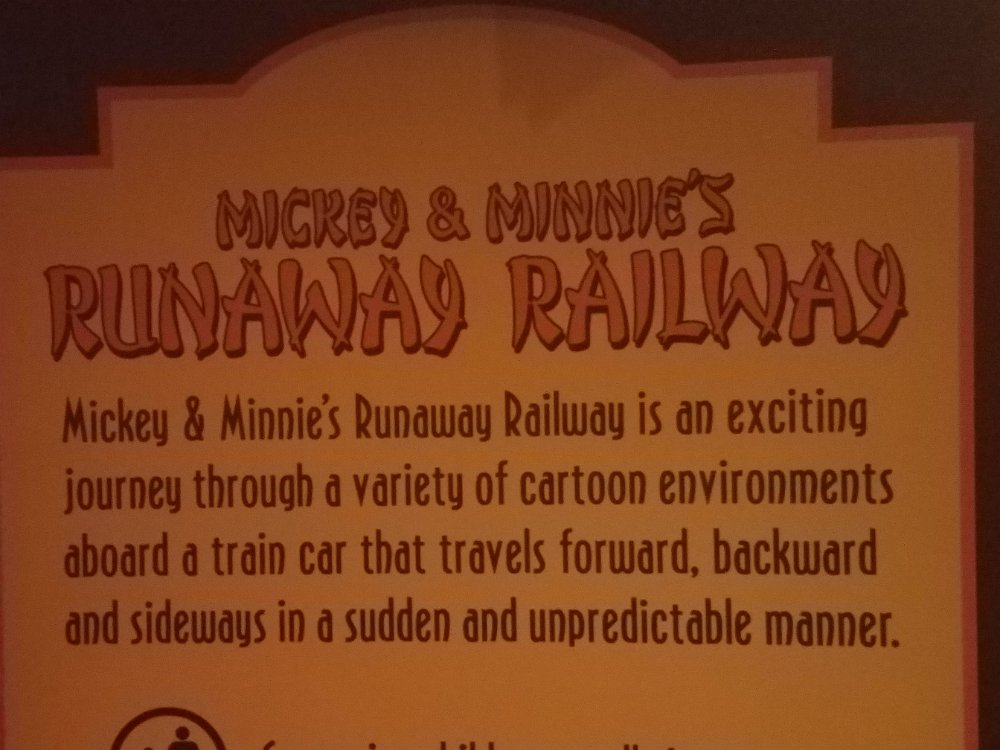 MICKEY & MINNIE'S
RUNAWAY RAILWAY
Mickey & Minnie's Runaway Railway is an exciting
journey through a variety of cartoon environments
aboard a train car that travels forward, backward
and sideways in a sudden and unpredictable manner.